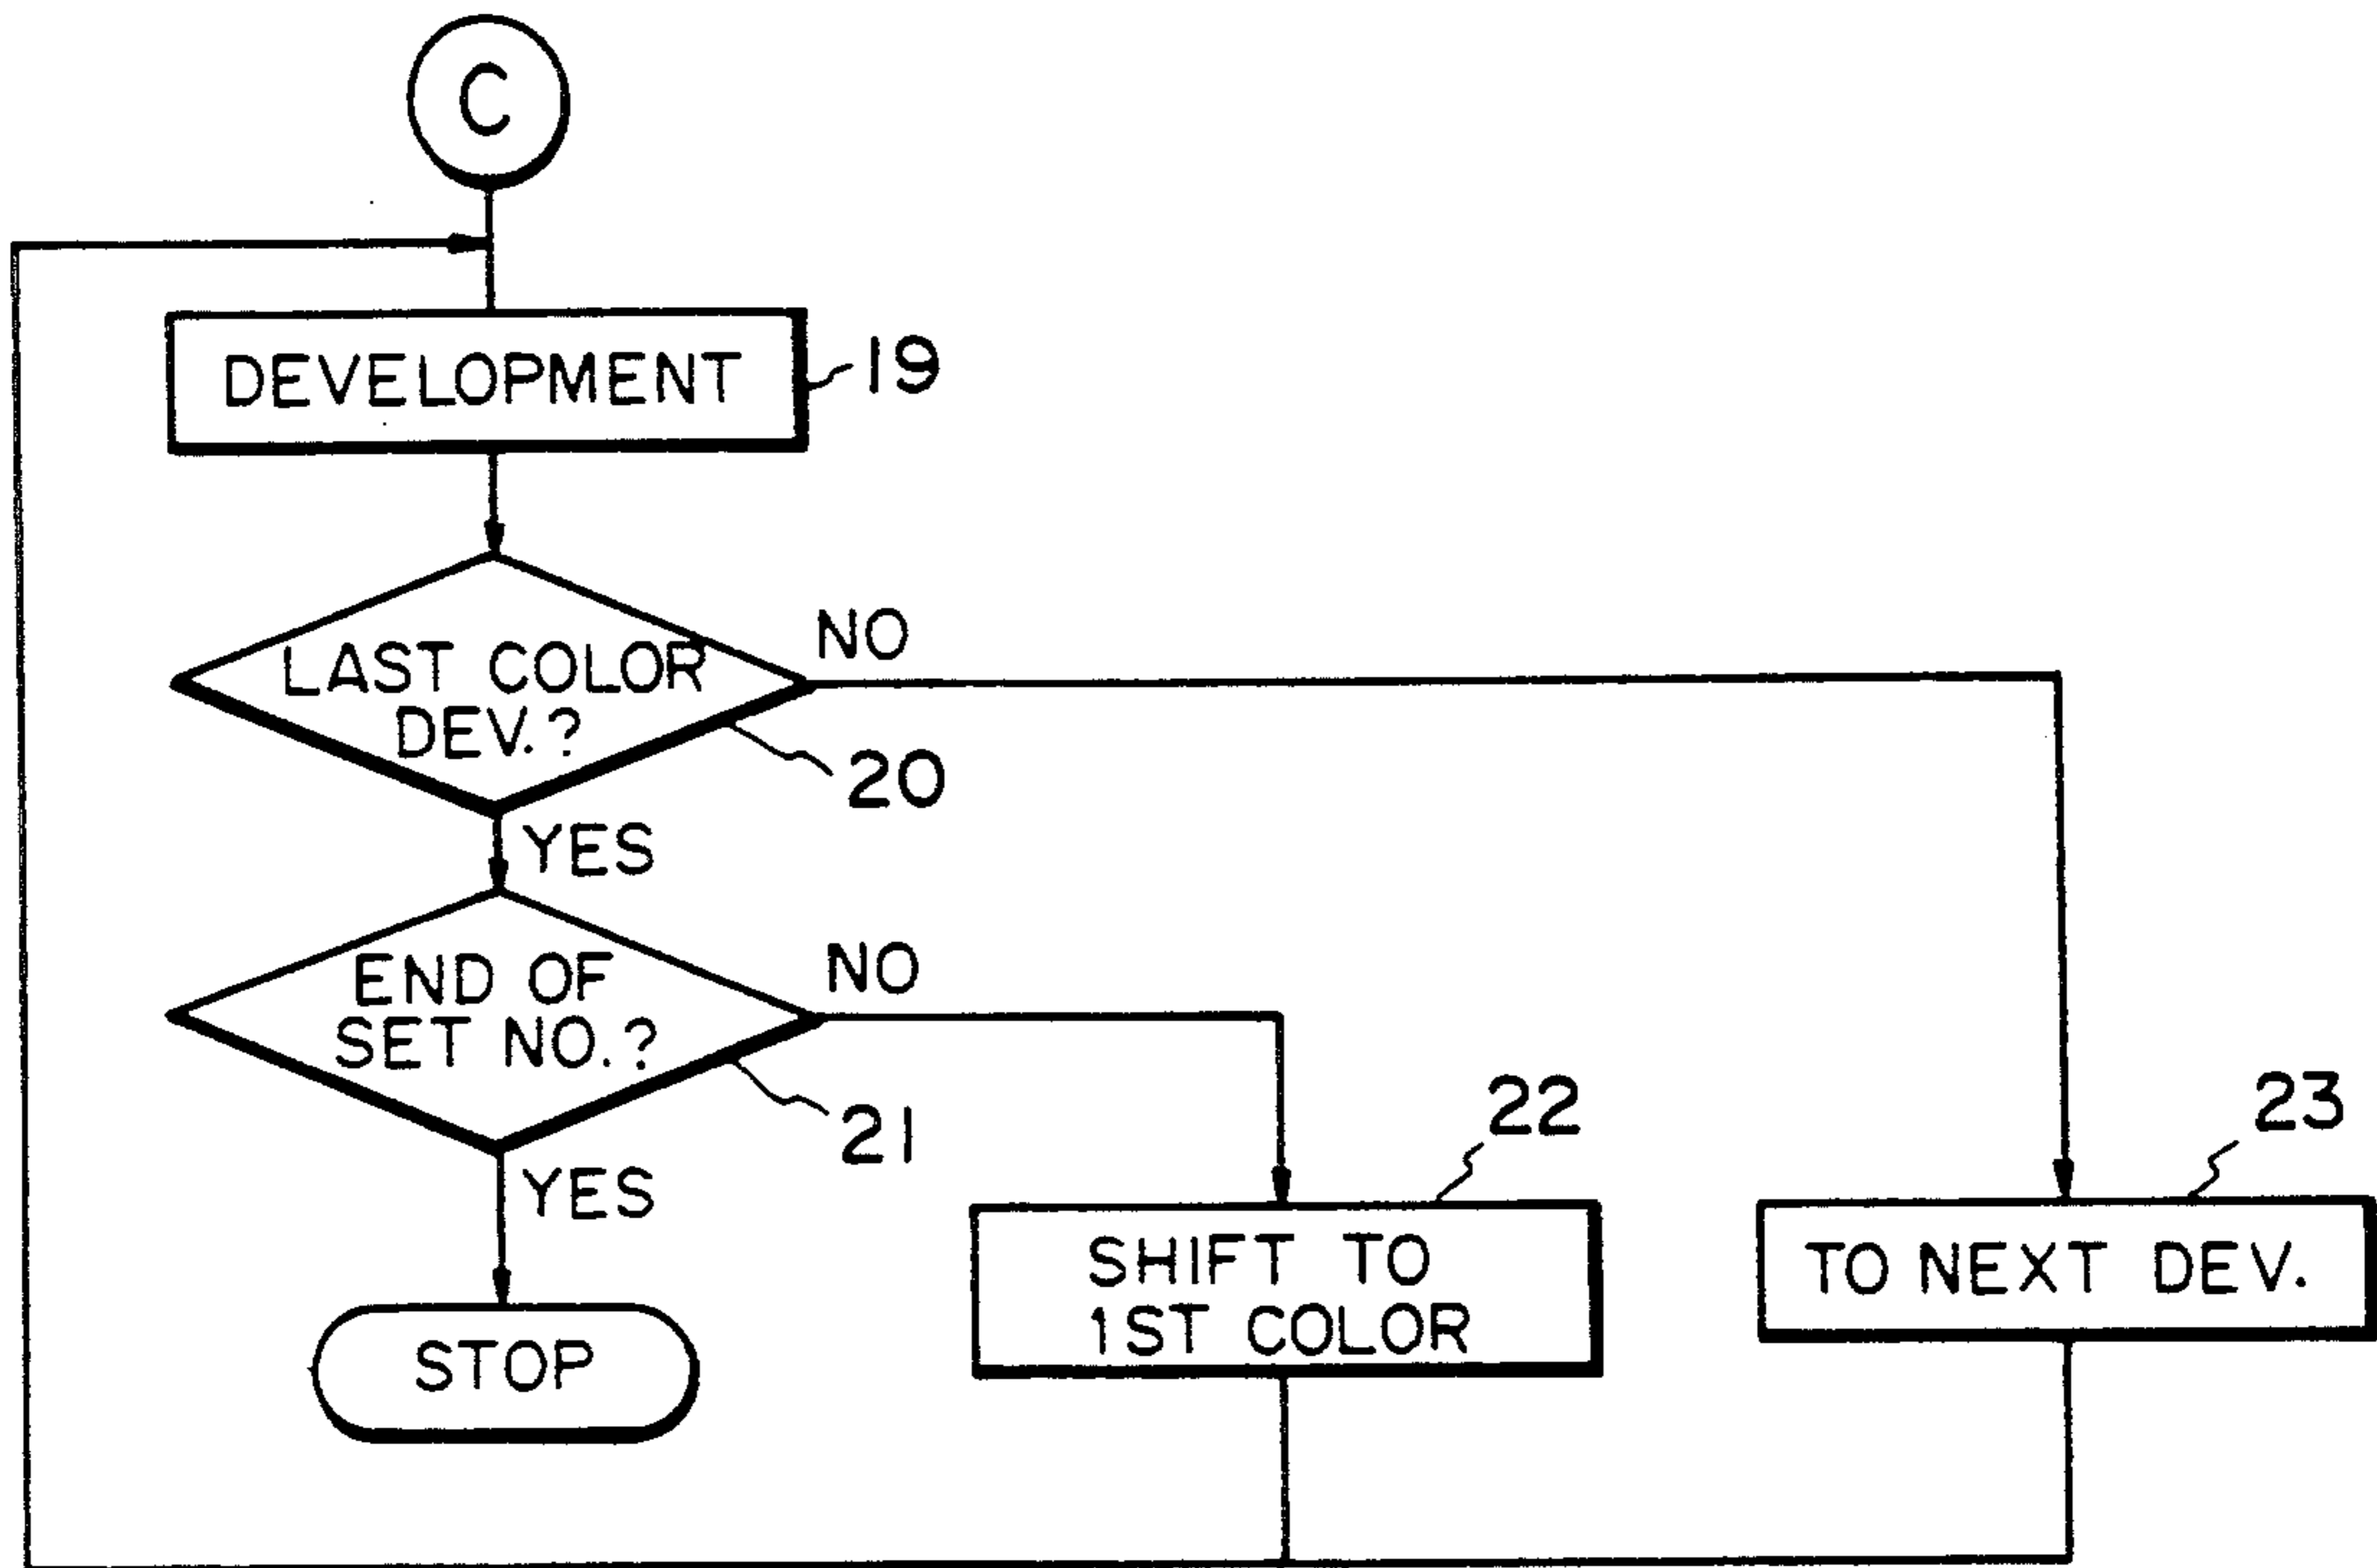 C
DEVELOPMENT
19
NO
LAST COLOR
DEV.?
20
YES
NO
END OF
SET NO.?
21
22
23
YES
SHIFT TO
1ST COLOR
TO NEXT DEV.
STOP